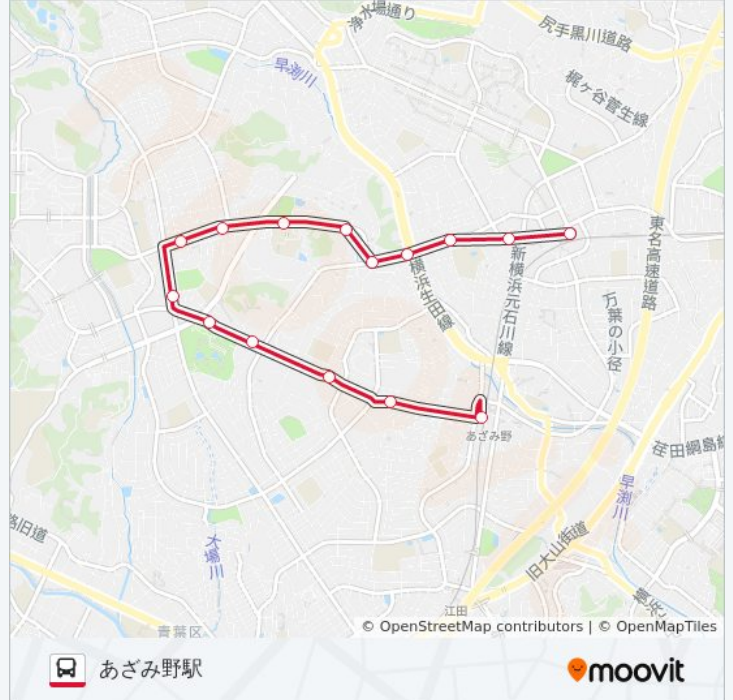 浄水場通り
尻手黒川道路
早渕川
梶ヶ谷菅生線
東名高速道路
新横浜元石川線
横浜生田線
万葉の小径
あざみ野
荏田綱島線
早渕川
旧大山街道
大場川
旧道
江田
青葉区
© OpenStreetMap contributors | © OpenMapTiles
あざみ野駅
moovit